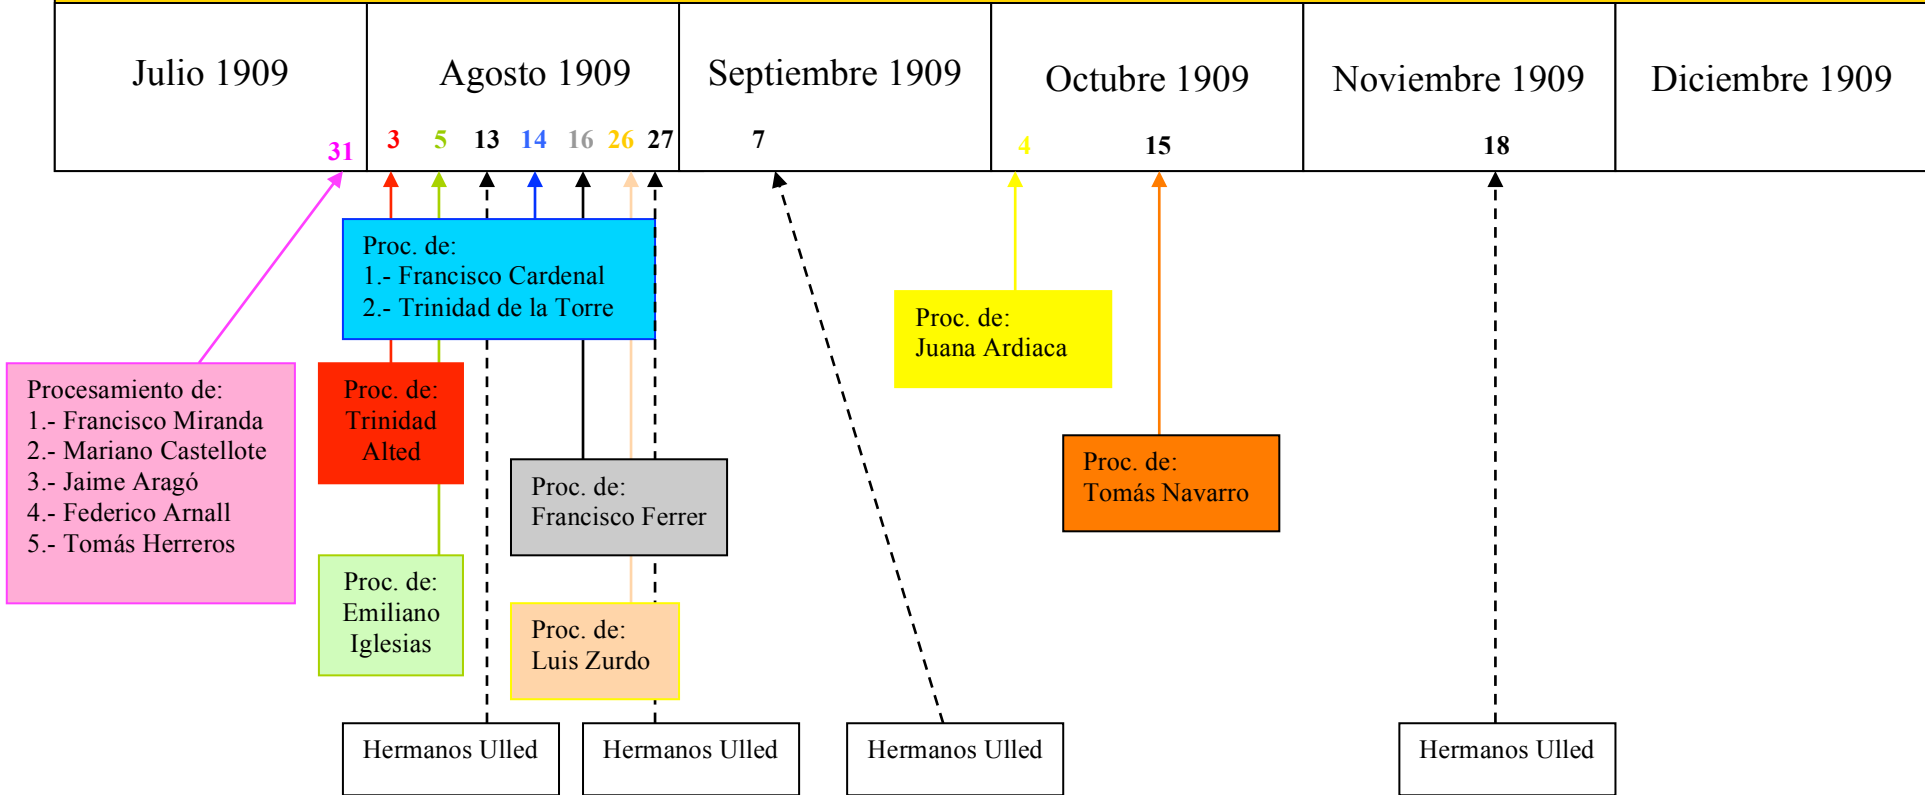 Julio 1909
Agosto 1909
Septiembre 1909
Octubre 1909
Noviembre 1909
Diciembre 1909
31
3
5
13
14
16
26
27
7
4
15
18
Proc. de:
1.- Francisco Cardenal
2.- Trinidad de la Torre
Proc. de:
Juana Ardiaca
Procesamiento de:
1.- Francisco Miranda
2.- Mariano Castellote
3.- Jaime Aragó
4.- Federico Arnall
5.- Tomás Herreros
Proc. de:
Trinidad
Alted
Proc. de:
Francisco Ferrer
Proc. de:
Tomás Navarro
Proc. de:
Emiliano
Iglesias
Proc. de:
Luis Zurdo
Hermanos Ulled
Hermanos Ulled
Hermanos Ulled
Hermanos Ulled